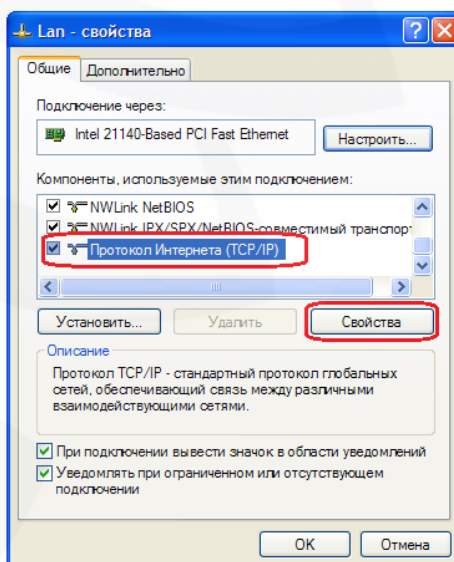 Lan - свойства
Общие Дополнительно
Подключение через:
Intel 21140-Based PCI Fast Ethernet
Настроить...
Компоненты, используемые этим подключением:
NWLink NetBIOS
NWLink IPX/SPX/NetBIOS-совместимый транспорт
Протокол Интернета (TCP/IP)
Установить... Удалить Свойства
Описание
Протокол TCP/IP - стандартный протокол глобальных
сетей, обеспечивающий связь между различными
взаимодействующими сетями.
При подключении вывести значок в области уведомлений
Уведомлять при ограниченном или отсутствующем
подключении
OK Отмена